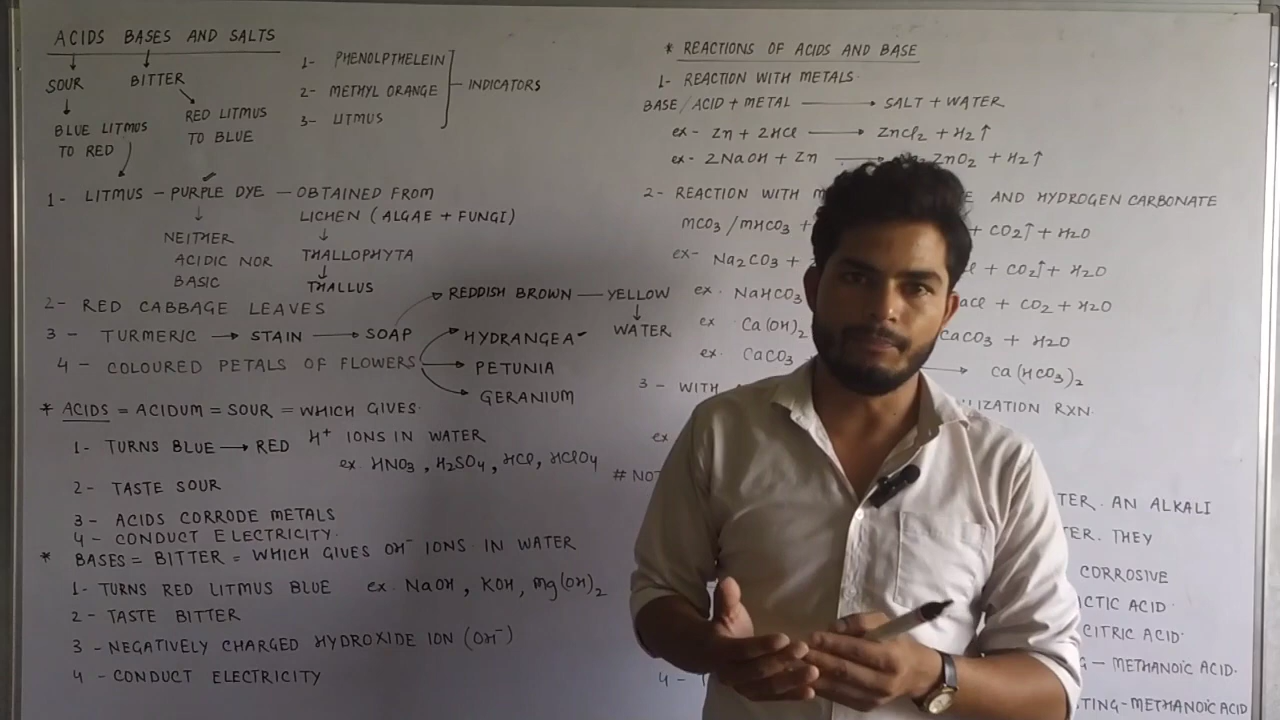 ACIDS BASES AND SALTS
SOUR
BITTER
BLUE LITMUS
TO RED
RED LITMUS
TO BLUE
1- PHENOLPTHELEIN
2- METHYL ORANGE
3- LITMUS
INDICATORS
1- LITMUS - PURPLE DYE - OBTAINED FROM
LICHEN (ALGAE + FUNGI)
↓
THALLOPHYTA
↓
THALLUS
↓
NEITHER
ACIDIC NOR
BASIC
2- RED CABBAGE LEAVES
3 - TURMERIC → STAIN → SOAP
REDDISH BROWN — YELLOW
↓
WATER
4 - COLOURED PETALS OF FLOWERS
HYDRANGEA
PETUNIA
GERANIUM
* ACIDS = ACIDUM = SOUR = WHICH GIVES
H⁺ IONS IN WATER
1- TURNS BLUE → RED
ex. HNO₃, H₂SO₄, HCl, HClO₄
2- TASTE SOUR
3- ACIDS CORRODE METALS
4- CONDUCT ELECTRICITY.
* BASES = BITTER = WHICH GIVES OH⁻ IONS IN WATER
1- TURNS RED LITMUS BLUE ex. NaOH, KOH, Mg(OH)₂
2- TASTE BITTER
3 - NEGATIVELY CHARGED HYDROXIDE ION (OH⁻)
4 - CONDUCT ELECTRICITY
* REACTIONS OF ACIDS AND BASE
1- REACTION WITH METALS
BASE/ACID + METAL → SALT + WATER
ex- Zn + 2HCl → ZnCl₂ + H₂↑
ex- 2NaOH + Zn → ZnO₂ + H₂↑
2- REACTION WITH AND HYDROGEN CARBONATE
MCO₃/MHCO₃ + + CO₂↑ + H₂O
ex- Na₂CO₃ + + CO₂↑ + H₂O
ex. NaHCO₃ + CO₂ + H₂O
ex Ca(OH)₂ CaCO₃ + H₂O
ex. CaCO₃ → Ca(HCO₃)₂
3 - WITH RXN.
ex
AN ALKALI
THEY
CORROSIVE
ACID
CITRIC ACID
- METHANOIC ACID.
4 - -METHANOIC ACID